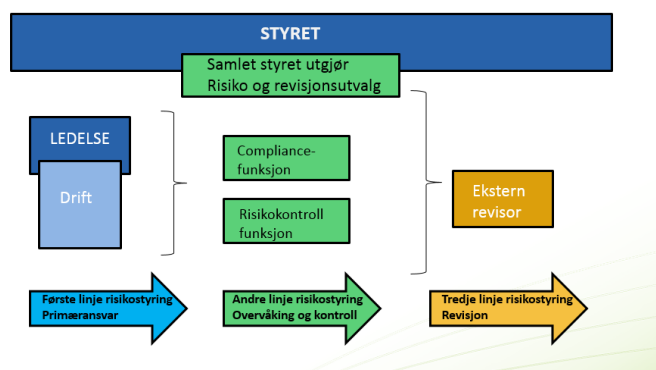 STYRET
Samlet styret utgjør
Risiko og revisjonsutvalg
LEDELSE
Drift
Compliance-
funksjon
Risikokontroll
funksjon
Ekstern
revisor
Første linje risikostyring
Primæransvar
Andre linje risikostyring
Overvåking og kontroll
Tredje linje risikostyring
Revisjon